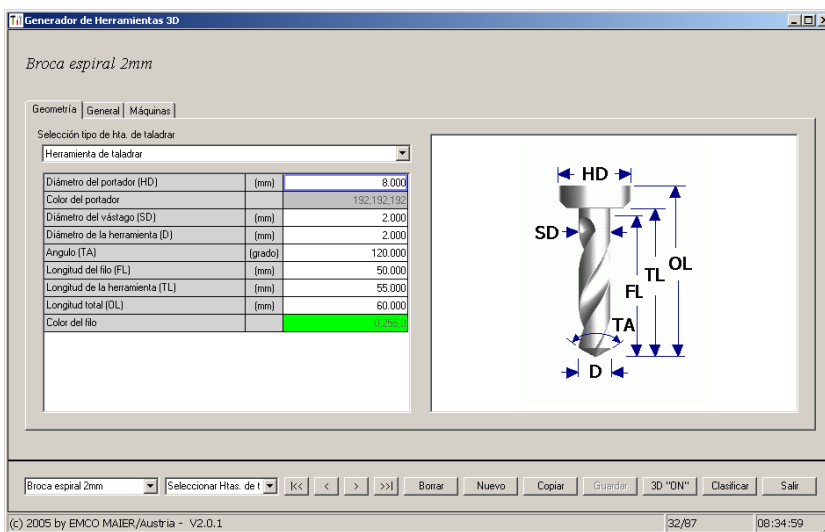 Generador de Herramientas 3D
Broca espiral 2mm
Geometría General Máquinas
Selección tipo de hta. de taladrar
Herramienta de taladrar
Diámetro del portador (HD) (mm) 8.000
Color del portador 192,192,192
Diámetro del vástago (SD) (mm) 2.000
Diámetro de la herramienta (D) (mm) 2.000
Angulo (TA) (grado) 120.000
Longitud del filo (FL) (mm) 50.000
Longitud de la herramienta (TL) (mm) 55.000
Longitud total (OL) (mm) 60.000
Color del filo 0,255,0
HD
SD
OL
TL
FL
TA
D
Broca espiral 2mm Seleccionar Htas. de t |<< < > >>| Borrar Nuevo Copiar Guardar 3D "ON" Clasificar Salir
(c) 2005 by EMCO MAIER/Austria - V2.0.1 32/87 08:34:59